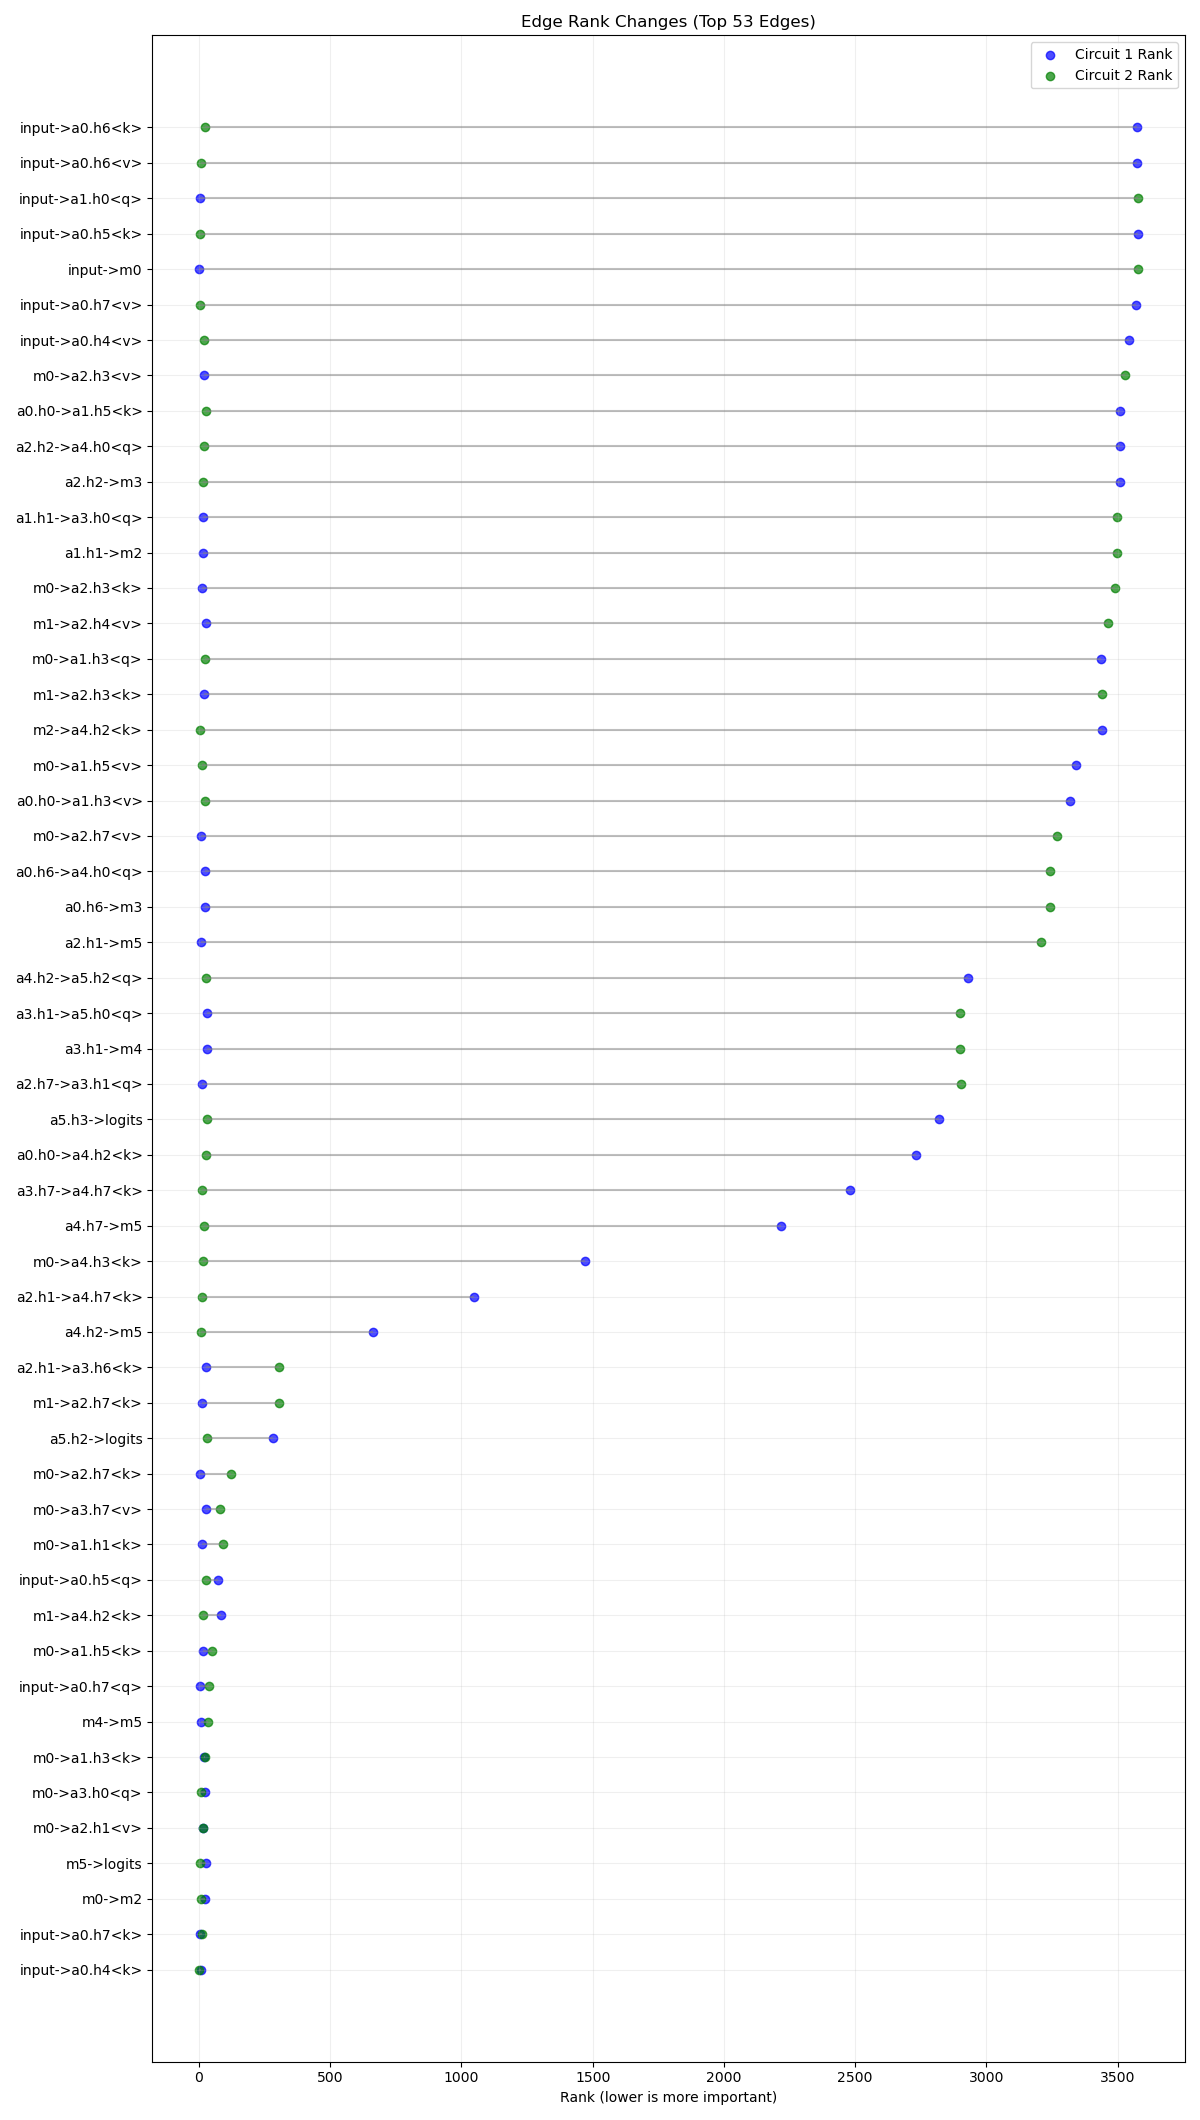 Edge Rank Changes (Top 53 Edges)
Circuit 1 Rank
Circuit 2 Rank
input->a0.h6<k>
input->a0.h6<v>
input->a1.h0<q>
input->a0.h5<k>
input->m0
input->a0.h7<v>
input->a0.h4<v>
m0->a2.h3<v>
a0.h0->a1.h5<k>
a2.h2->a4.h0<q>
a2.h2->m3
a1.h1->a3.h0<q>
a1.h1->m2
m0->a2.h3<k>
m1->a2.h4<v>
m0->a1.h3<q>
m1->a2.h3<k>
m2->a4.h2<k>
m0->a1.h5<v>
a0.h0->a1.h3<v>
m0->a2.h7<v>
a0.h6->a4.h0<q>
a0.h6->m3
a2.h1->m5
a4.h2->a5.h2<q>
a3.h1->a5.h0<q>
a3.h1->m4
a2.h7->a3.h1<q>
a5.h3->logits
a0.h0->a4.h2<k>
a3.h7->a4.h7<k>
a4.h7->m5
m0->a4.h3<k>
a2.h1->a4.h7<k>
a4.h2->m5
a2.h1->a3.h6<k>
m1->a2.h7<k>
a5.h2->logits
m0->a2.h7<k>
m0->a3.h7<v>
m0->a1.h1<k>
input->a0.h5<q>
m1->a4.h2<k>
m0->a1.h5<k>
input->a0.h7<q>
m4->m5
m0->a1.h3<k>
m0->a3.h0<q>
m0->a2.h1<v>
m5->logits
m0->m2
input->a0.h7<k>
input->a0.h4<k>
0 500 1000 1500 2000 2500 3000 3500
Rank (lower is more important)